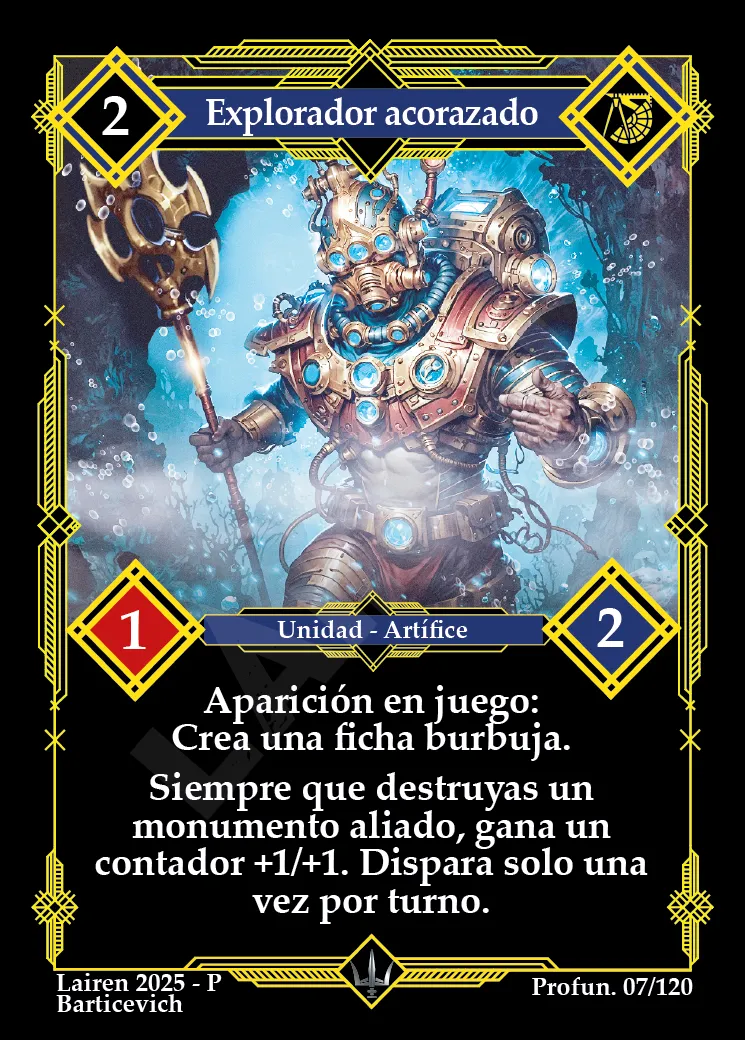 2
Explorador acorazado
1
Unidad - Artífice
2
Aparición en juego:
Crea una ficha burbuja.
Siempre que destruyas un
monumento aliado, gana un
contador +1/+1. Dispara solo una
vez por turno.
Lairen 2025 - P
Barticevich
Profun. 07/120